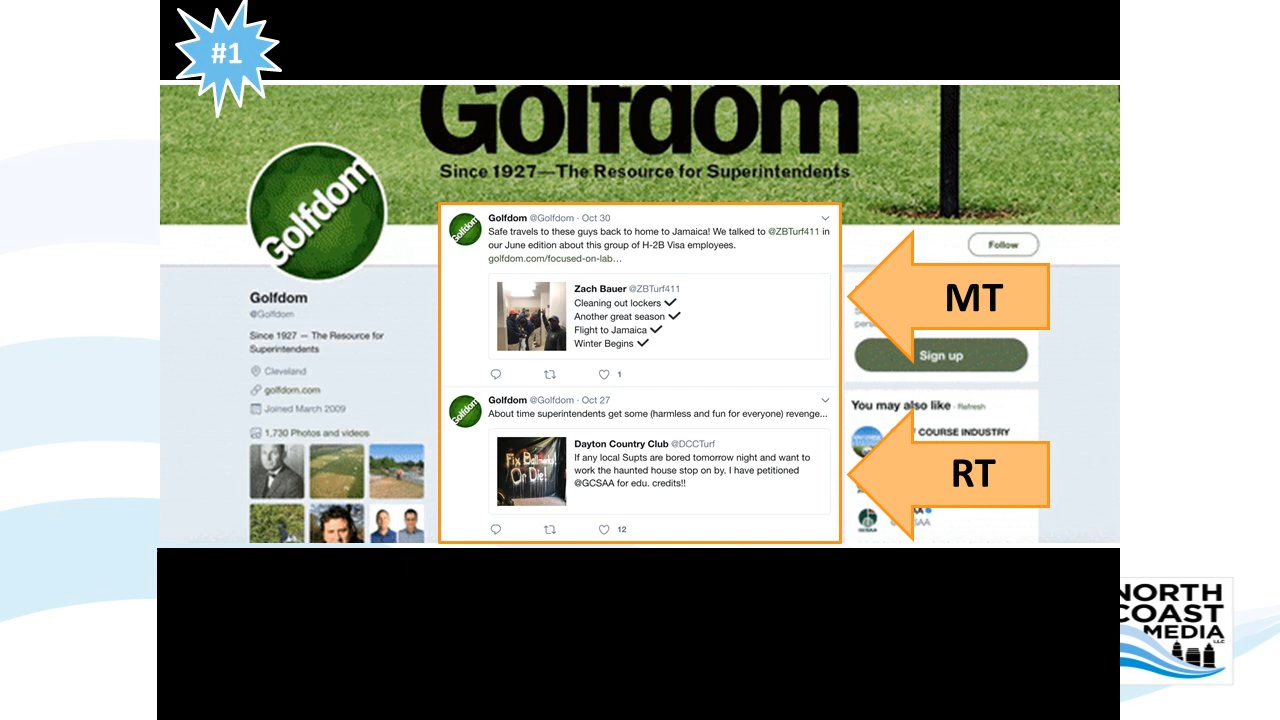 #1
Golfdom
Since 1927—The Resource for Superintendents
Golfdom
Golfdom
@Golfdom
Since 1927 — The Resource for
Superintendents
Cleveland
golfdom.com
Joined March 2009
1,730 Photos and videos
Golfdom @Golfdom · Oct 30
Safe travels to these guys back to home to Jamaica! We talked to @ZBTurf411 in
our June edition about this group of H-2B Visa employees.
golfdom.com/focused-on-lab…
Zach Bauer @ZBTurf411
Cleaning out lockers ✔
Another great season ✔
Flight to Jamaica ✔
Winter Begins ✔
1
Golfdom @Golfdom · Oct 27
About time superintendents get some (harmless and fun for everyone) revenge...
Golfdom
Dayton Country Club @DCCTurf
If any local Supts are bored tomorrow night and want to
work the haunted house stop on by. I have petitioned
@GCSAA for edu. credits!!
Fix Ballmarks
Or Die!
12
Follow
MT
Sign up
You may also like · Refresh
COURSE INDUSTRY
RT
GCSAA
NORTH
COAST
MEDIA
LLC